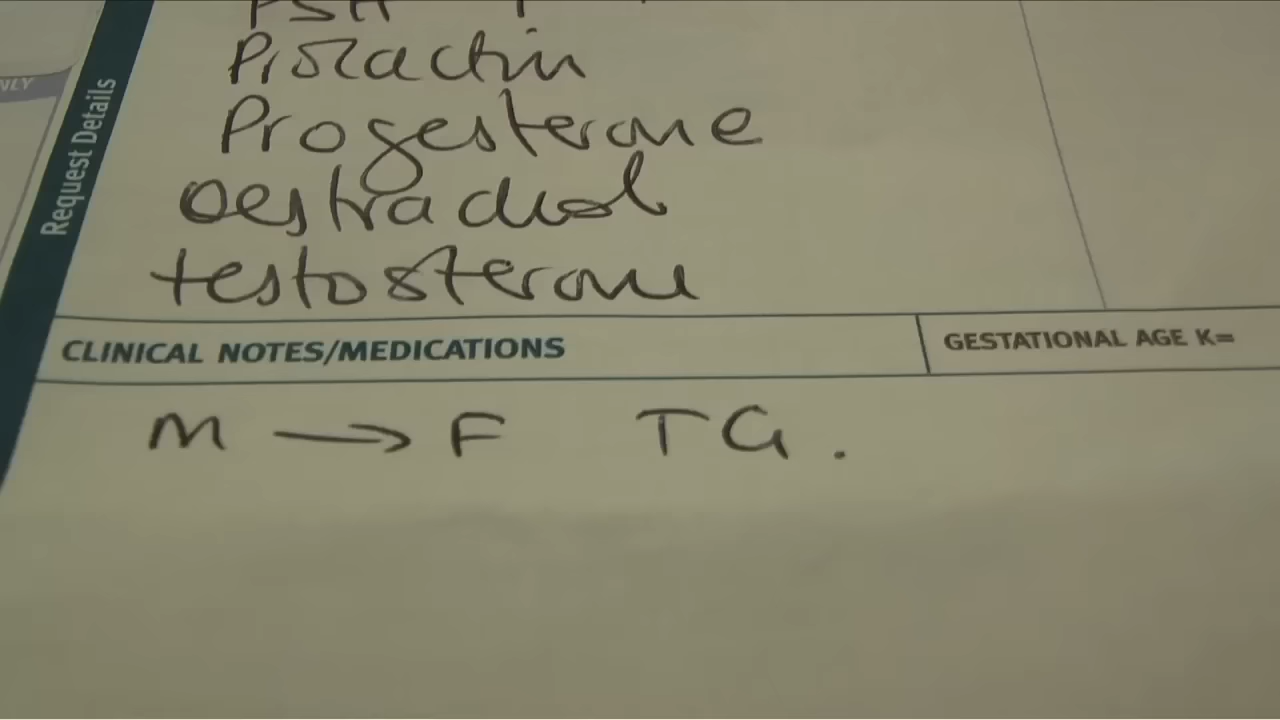 Prolactin
Progesterone
oestradiol
testosterone
Request Details
CLINICAL NOTES/MEDICATIONS
GESTATIONAL AGE K=
M → F TG.